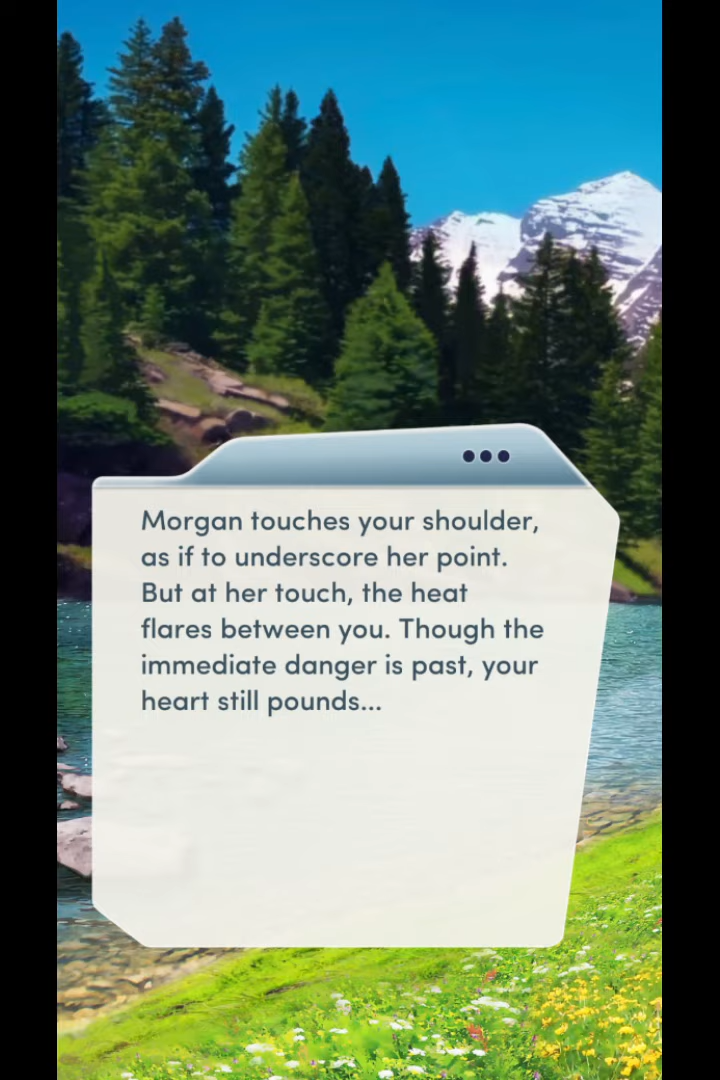 Morgan touches your shoulder,
as if to underscore her point.
But at her touch, the heat
flares between you. Though the
immediate danger is past, your
heart still pounds...